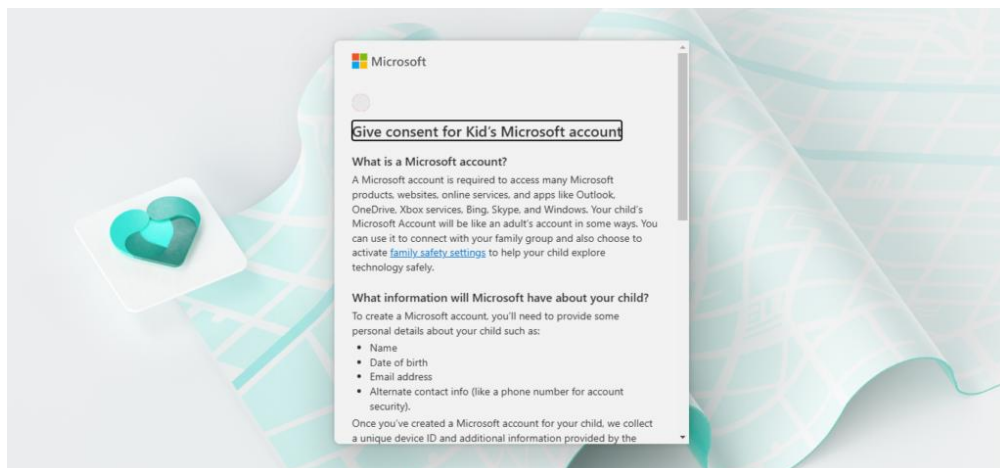 Microsoft
Give consent for Kid's Microsoft account
What is a Microsoft account?
A Microsoft account is required to access many Microsoft
products, websites, online services, and apps like Outlook,
OneDrive, Xbox services, Bing, Skype, and Windows. Your child's
Microsoft Account will be like an adult's account in some ways. You
can use it to connect with your family group and also choose to
activate family safety settings to help your child explore
technology safely.
What information will Microsoft have about your child?
To create a Microsoft account, you'll need to provide some
personal details about your child such as:
• Name
• Date of birth
• Email address
• Alternate contact info (like a phone number for account
security).
Once you've created a Microsoft account for your child, we collect
a unique device ID and additional information provided by the